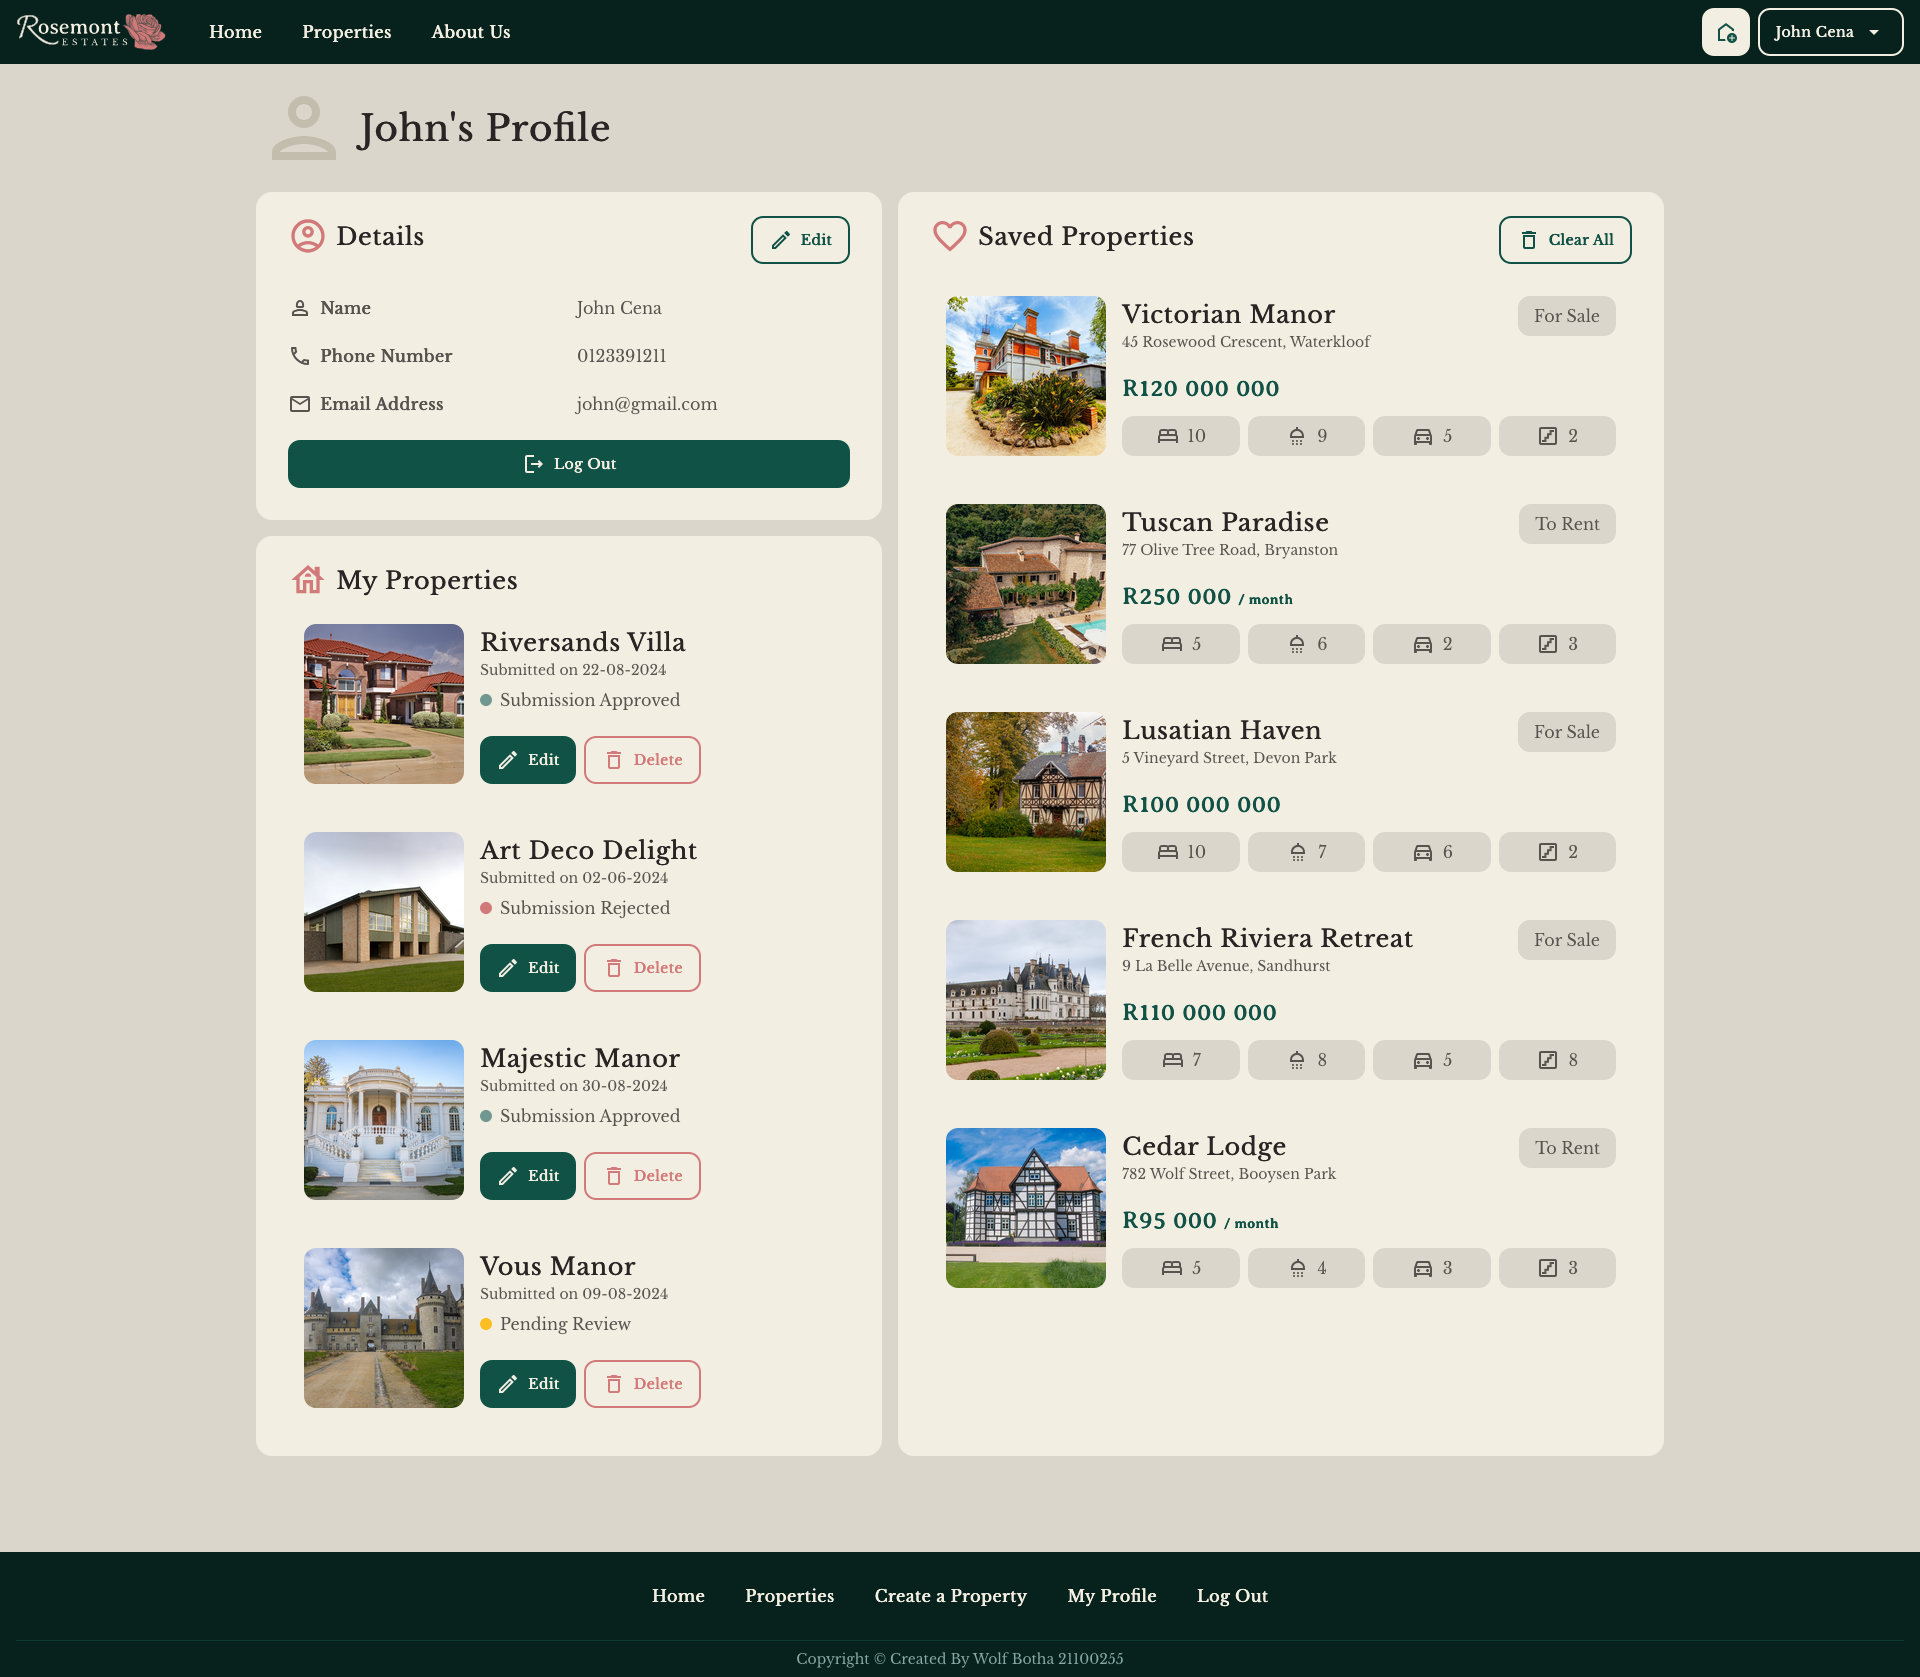 Rosemont
ESTATES
Home
Properties
About Us
John Cena
John's Profile
Details
Edit
Name
John Cena
Phone Number
0123391211
Email Address
john@gmail.com
Log Out
My Properties
Riversands Villa
Submitted on 22-08-2024
Submission Approved
Edit
Delete
Art Deco Delight
Submitted on 02-06-2024
Submission Rejected
Edit
Delete
Majestic Manor
Submitted on 30-08-2024
Submission Approved
Edit
Delete
Vous Manor
Submitted on 09-08-2024
Pending Review
Edit
Delete
Saved Properties
Clear All
Victorian Manor
For Sale
45 Rosewood Crescent, Waterkloof
R120 000 000
10
9
5
2
Tuscan Paradise
To Rent
77 Olive Tree Road, Bryanston
R250 000 / month
5
6
2
3
Lusatian Haven
For Sale
5 Vineyard Street, Devon Park
R100 000 000
10
7
6
2
French Riviera Retreat
For Sale
9 La Belle Avenue, Sandhurst
R110 000 000
7
8
5
8
Cedar Lodge
To Rent
782 Wolf Street, Booysen Park
R95 000 / month
5
4
3
3
Home
Properties
Create a Property
My Profile
Log Out
Copyright © Created By Wolf Botha 21100255